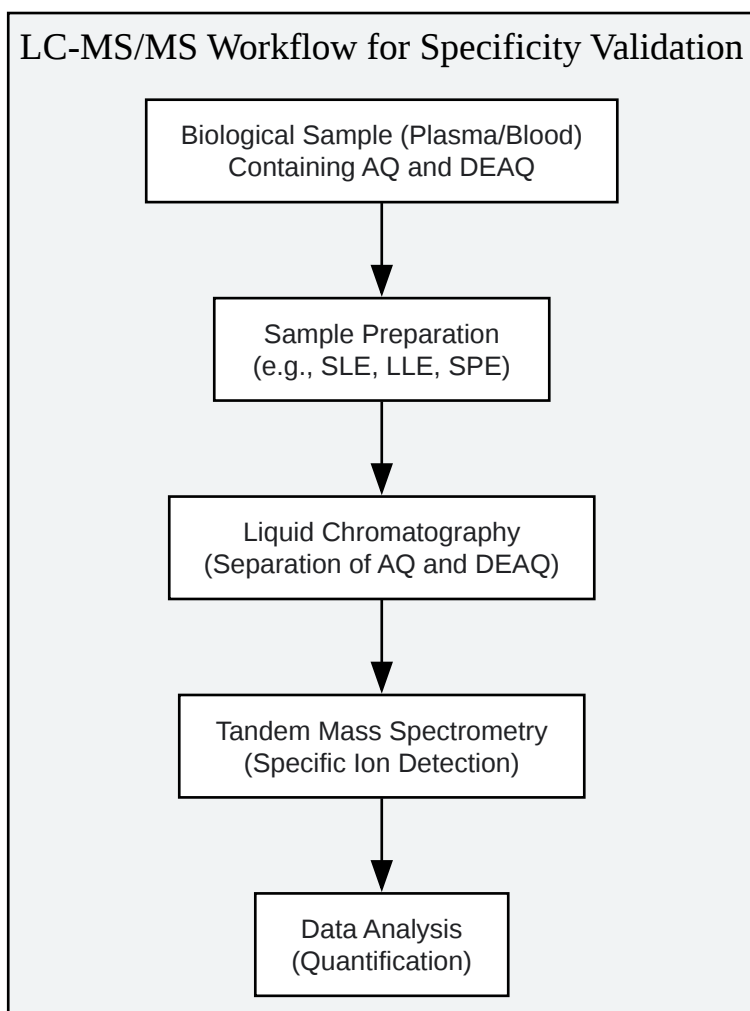 LC-MS/MS Workflow for Specificity Validation
Biological Sample (Plasma/Blood)
Containing AQ and DEAQ
Sample Preparation
(e.g., SLE, LLE, SPE)
Liquid Chromatography
(Separation of AQ and DEAQ)
Tandem Mass Spectrometry
(Specific Ion Detection)
Data Analysis
(Quantification)